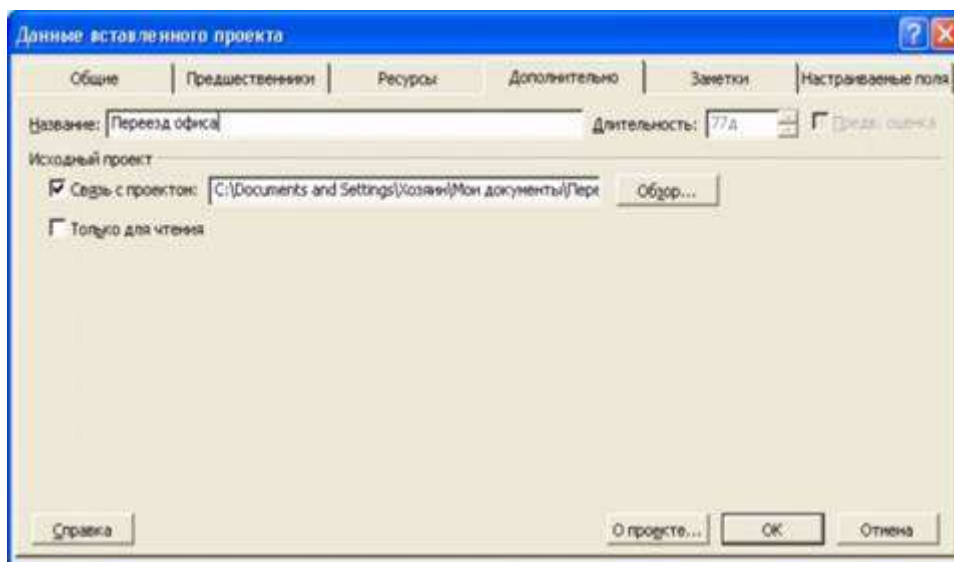 Данные вставленного проекта
Общие Предшественники Ресурсы Дополнительно Заметки Настраиваемые поля
Название: Переезд офиса Длительность: 77д Предв. оценка
Исходный проект
Связь с проектом: C:\Documents and Settings\Хозяин\Мои документы\Пере Обзор...
Только для чтения
Справка О проекте... ОК Отмена